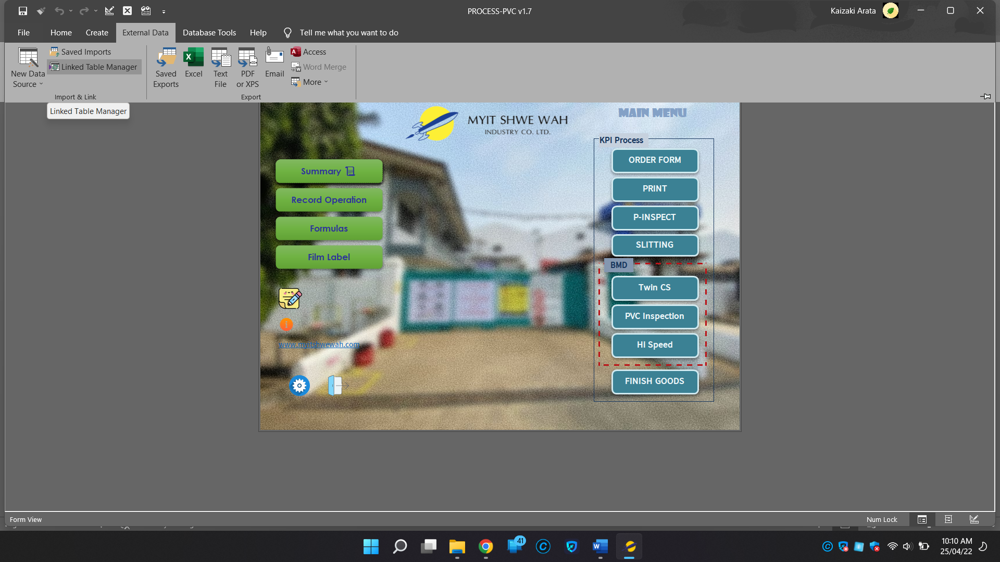 PROCESS-PVC v1.7
Kaizaki Arata
File
Home
Create
External Data
Database Tools
Help
Tell me what you want to do
New Data
Source
Saved Imports
Linked Table Manager
Import & Link
Saved
Exports
Excel
Text
File
PDF
or XPS
Email
Access
Word Merge
More
Export
Linked Table Manager
MYIT SHWE WAH
INDUSTRY CO. LTD.
MAIN MENU
KPI Process
ORDER FORM
PRINT
P-INSPECT
SLITTING
BMD
Twin CS
PVC Inspection
HI Speed
FINISH GOODS
Summary
Record Operation
Formulas
Film Label
www.myitshwewah.com
Form View
Num Lock
41
10:10 AM
25/04/22